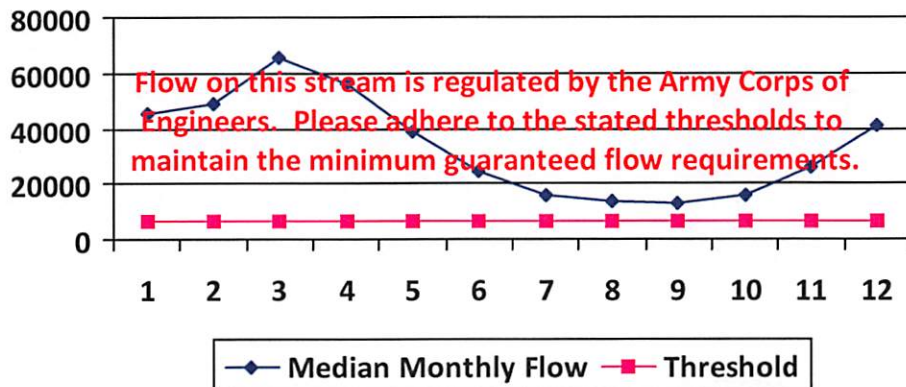 80000
60000
40000
20000
0
Flow on this stream is regulated by the Army Corps of
Engineers. Please adhere to the stated thresholds to
maintain the minimum guaranteed flow requirements.
1 2 3 4 5 6 7 8 9 10 11 12
Median Monthly Flow Threshold